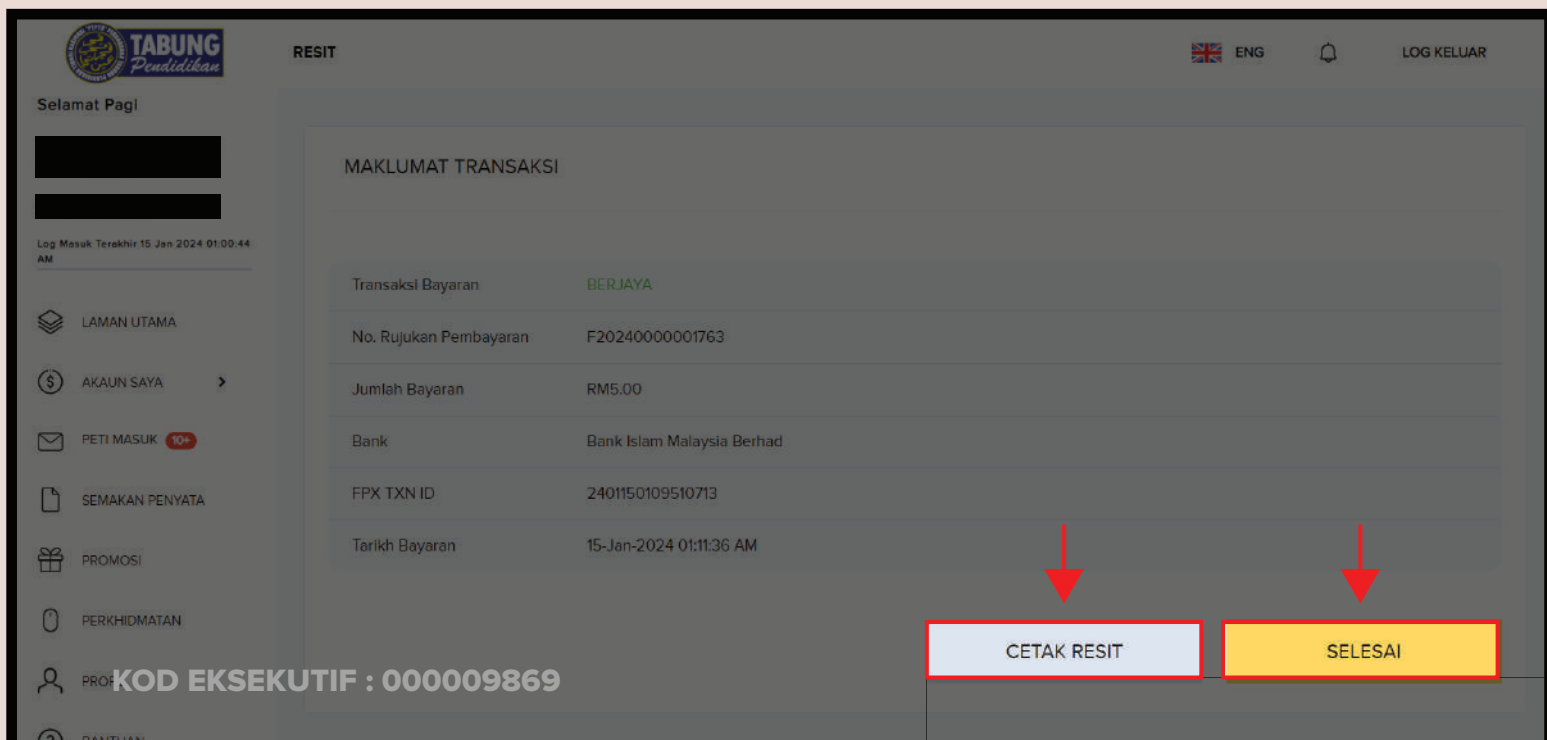 TABUNG
Pendidikan
RESIT
ENG
LOG KELUAR
Selamat Pagi
Log Masuk Terakhir 15 Jan 2024 01:00:44
AM
LAMAN UTAMA
AKAUN SAYA
PETI MASUK 10+
SEMAKAN PENYATA
PROMOSI
PERKHIDMATAN
PROF
BANTUAN
MAKLUMAT TRANSAKSI
Transaksi Bayaran BERJAYA
No. Rujukan Pembayaran F20240000001763
Jumlah Bayaran RM5.00
Bank Bank Islam Malaysia Berhad
FPX TXN ID 2401150109510713
Tarikh Bayaran 15-Jan-2024 01:11:36 AM
CETAK RESIT
SELESAI
KOD EKSEKUTIF : 000009869